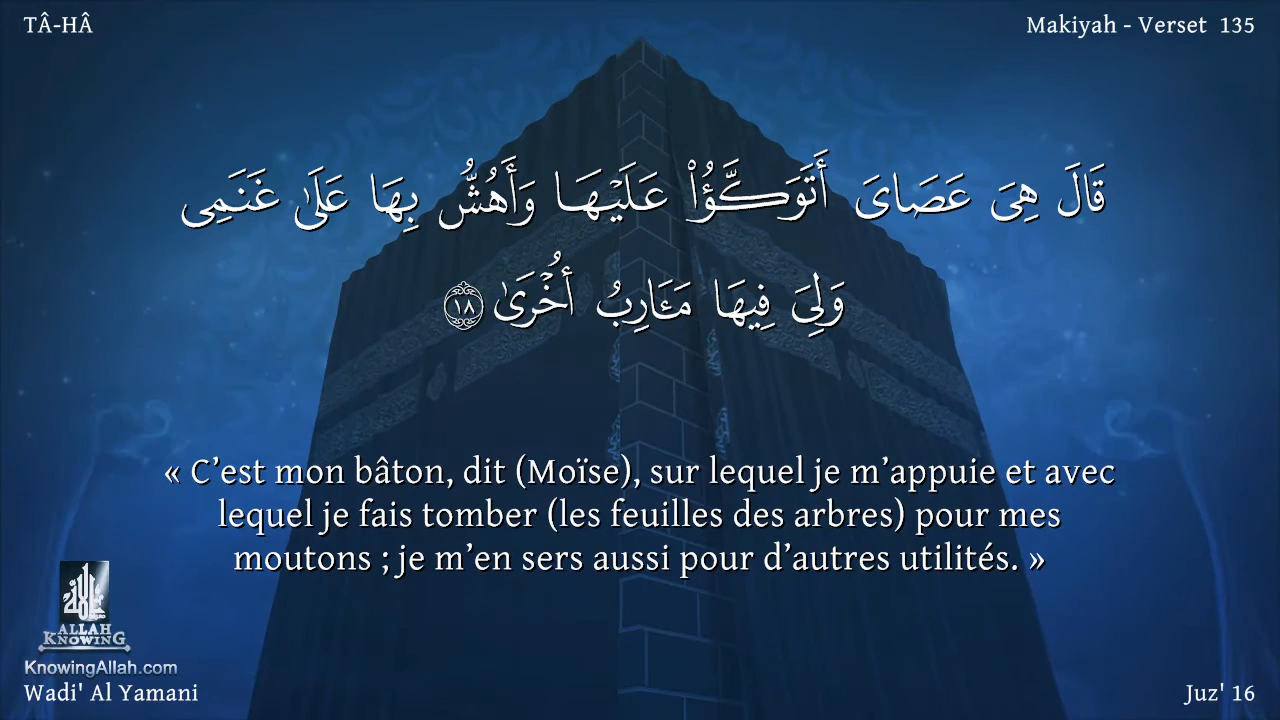 TÂ-HÂ
Makiyah - Verset 135
قَالَ هِىَ عَصَاىَ أَتَوَكَّؤُا۟ عَلَيْهَا وَأَهُشُّ بِهَا عَلَىٰ غَنَمِى
وَلِىَ فِيهَا مَـَٔارِبُ أُخْرَىٰ ١٨
« C’est mon bâton, dit (Moïse), sur lequel je m’appuie et avec
lequel je fais tomber (les feuilles des arbres) pour mes
moutons ; je m’en sers aussi pour d’autres utilités. »
ALLAH
KNOWING
KnowingAllah.com
Wadi' Al Yamani
Juz' 16